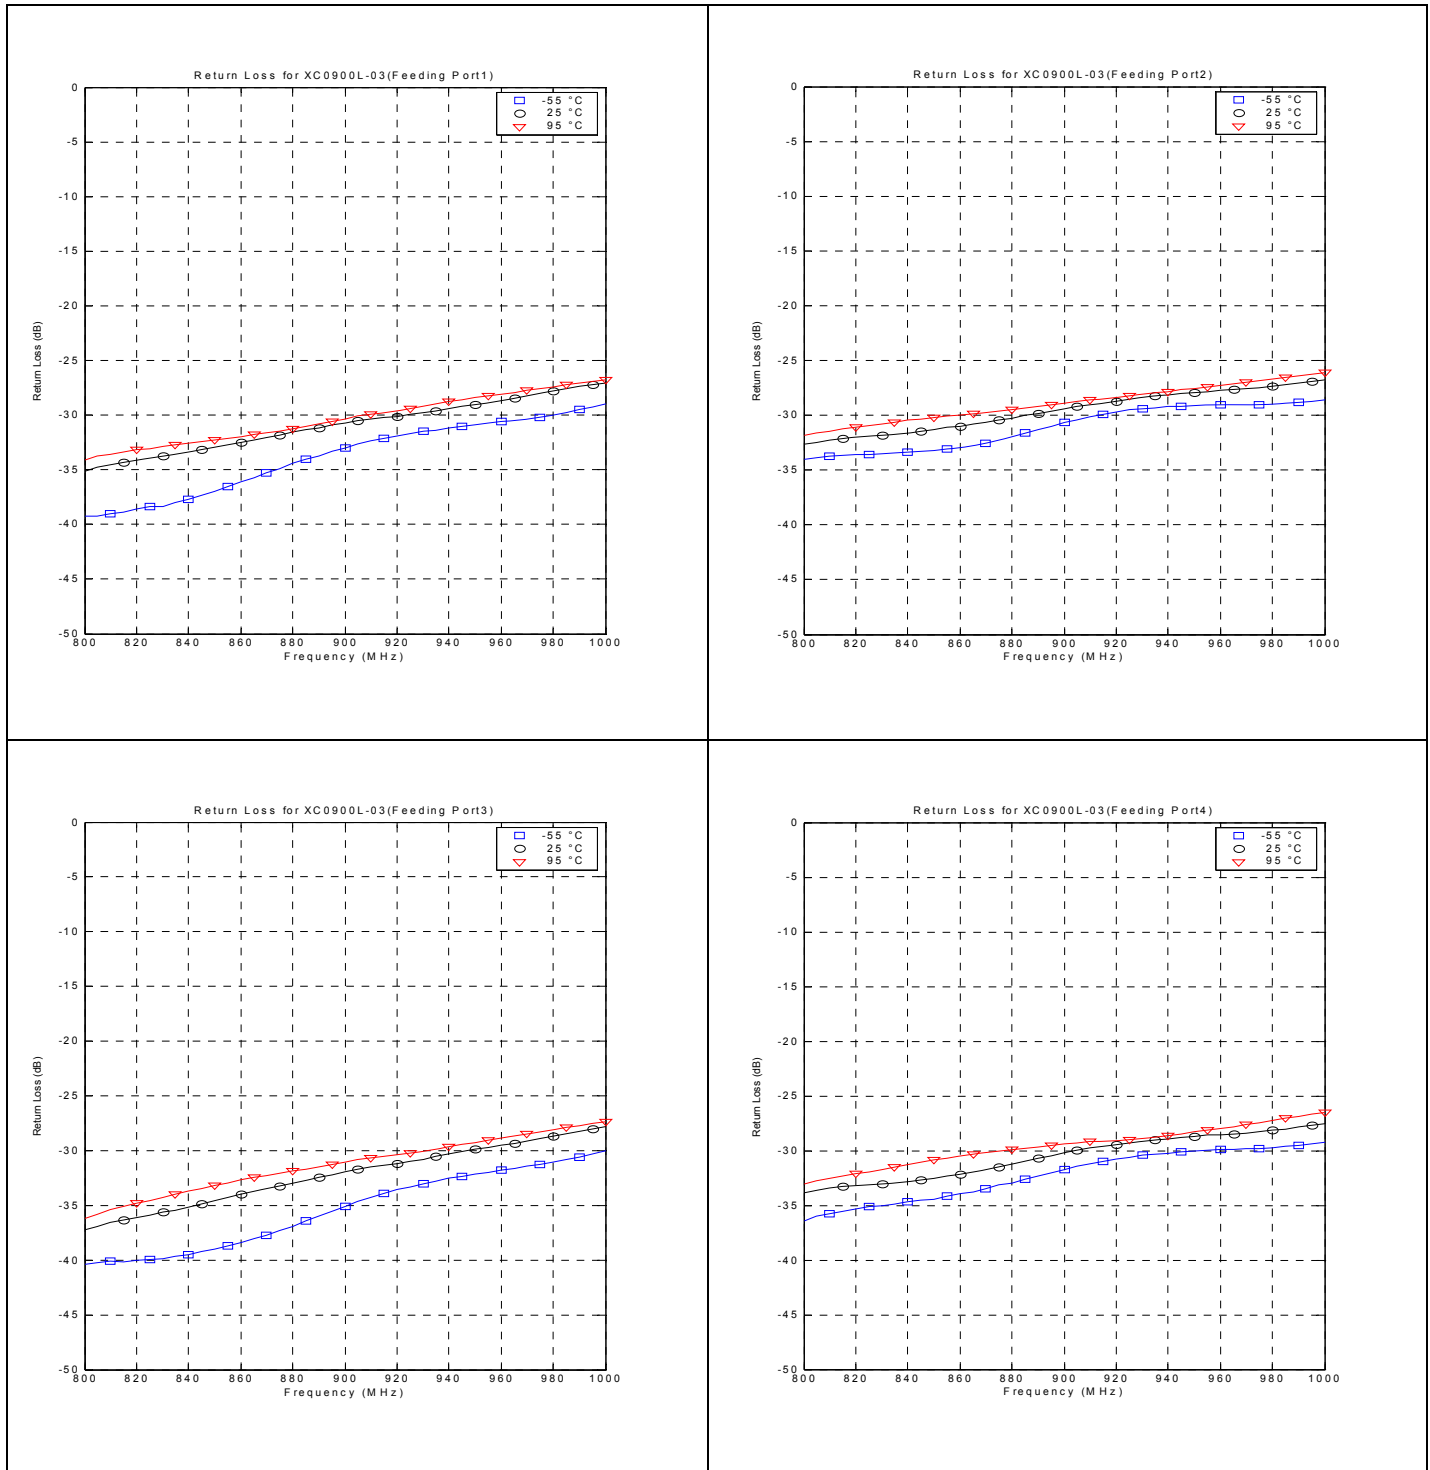 Return Loss for XC0900L-03(Feeding Port1)
-55 °C
25 °C
95 °C
0
-5
-10
-15
-20
-25
-30
-35
-40
-45
-50
Return Loss (dB)
800 820 840 860 880 900 920 940 960 980 1000
Frequency (MHz)
Return Loss for XC0900L-03(Feeding Port2)
-55 °C
25 °C
95 °C
0
-5
-10
-15
-20
-25
-30
-35
-40
-45
-50
Return Loss (dB)
800 820 840 860 880 900 920 940 960 980 1000
Frequency (MHz)
Return Loss for XC0900L-03(Feeding Port3)
-55 °C
25 °C
95 °C
0
-5
-10
-15
-20
-25
-30
-35
-40
-45
-50
Return Loss (dB)
800 820 840 860 880 900 920 940 960 980 1000
Frequency (MHz)
Return Loss for XC0900L-03(Feeding Port4)
-55 °C
25 °C
95 °C
0
-5
-10
-15
-20
-25
-30
-35
-40
-45
-50
Return Loss (dB)
800 820 840 860 880 900 920 940 960 980 1000
Frequency (MHz)